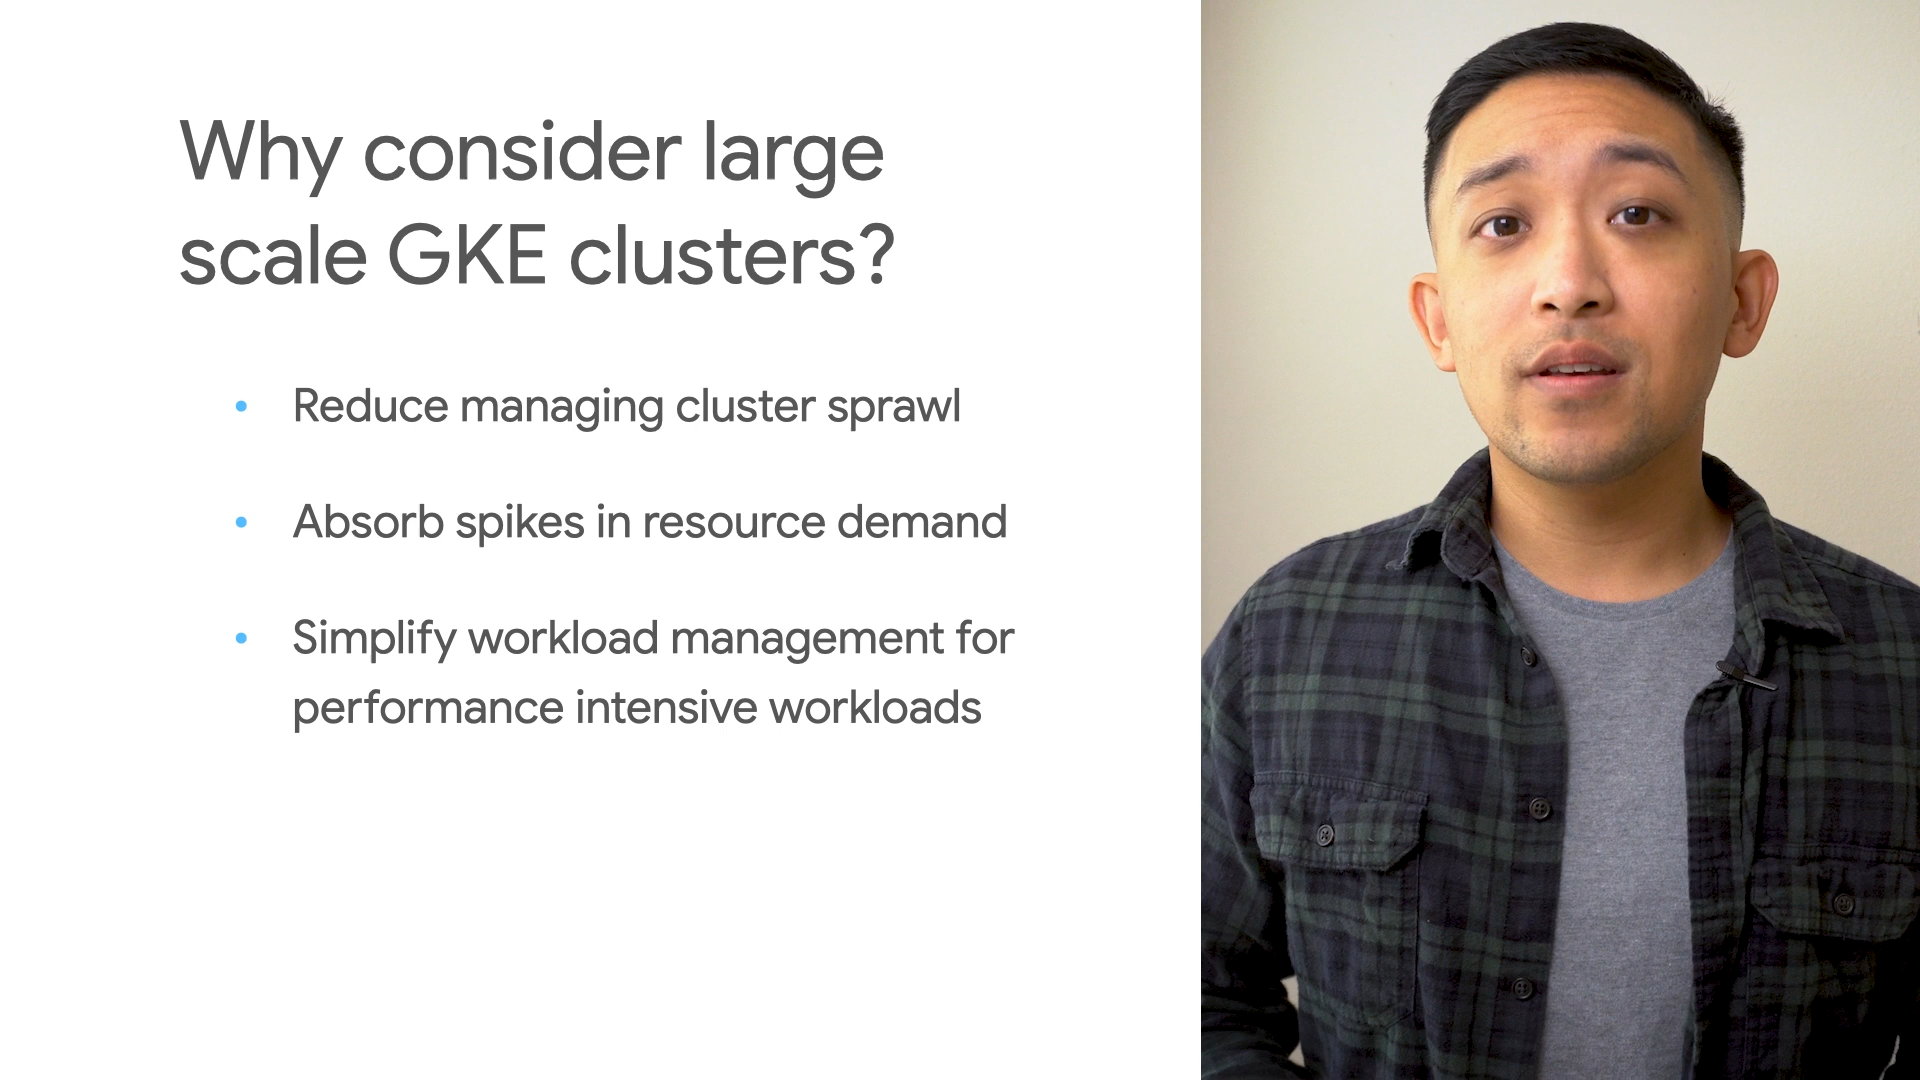 Why consider large
scale GKE clusters?
• Reduce managing cluster sprawl
• Absorb spikes in resource demand
• Simplify workload management for
performance intensive workloads